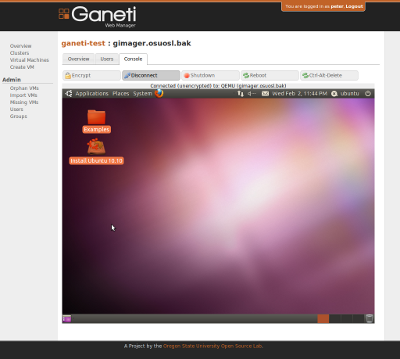 Ganeti
Web Manager
You are logged in as peter. Logout
Overview
Clusters
Virtual Machines
Create VM
Admin
Orphan VMs
Import VMs
Missing VMs
Users
Groups
ganeti-test : gimager.osuosl.bak
Overview Users Console
Encrypt Disconnect Shutdown Reboot Ctrl-Alt-Delete
Connected (unencrypted) to: QEMU (gimager.osuosl.bak)
Applications Places System Wed Feb 2, 11:44 PM ubuntu
Examples
Install Ubuntu 10.10
A Project by the Oregon State University Open Source Lab.